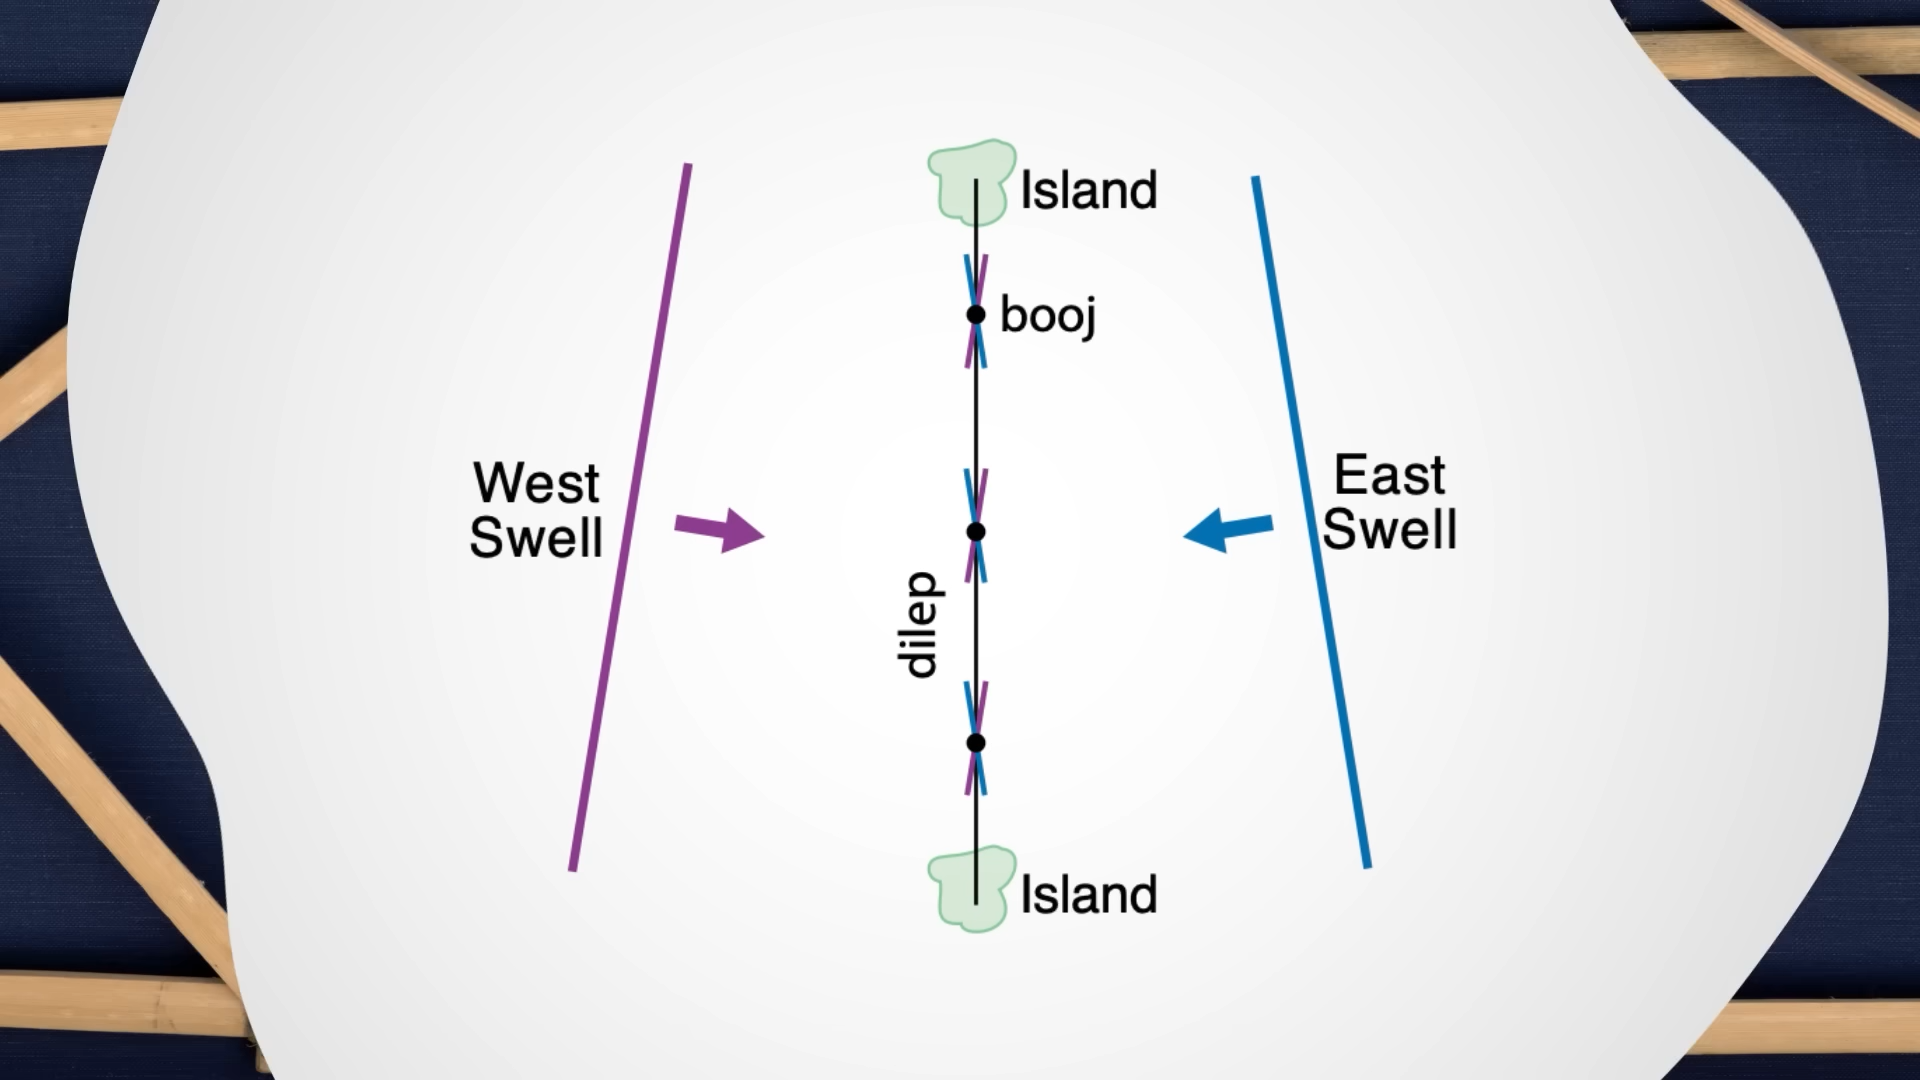 Island
booj
West
Swell
East
Swell
dilep
Island